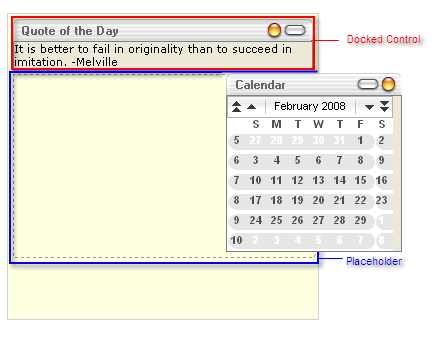 Quote of the Day
It is better to fail in originality than to succeed in
imitation. -Melville
Docked Control
Calendar
February 2008
S M T W T F S
5 27 28 29 30 31 1 2
6 3 4 5 6 7 8 9
7 10 11 12 13 14 15 16
8 17 18 19 20 21 22 23
9 24 25 26 27 28 29 1
10 2 3 4 5 6 7 8
Placeholder